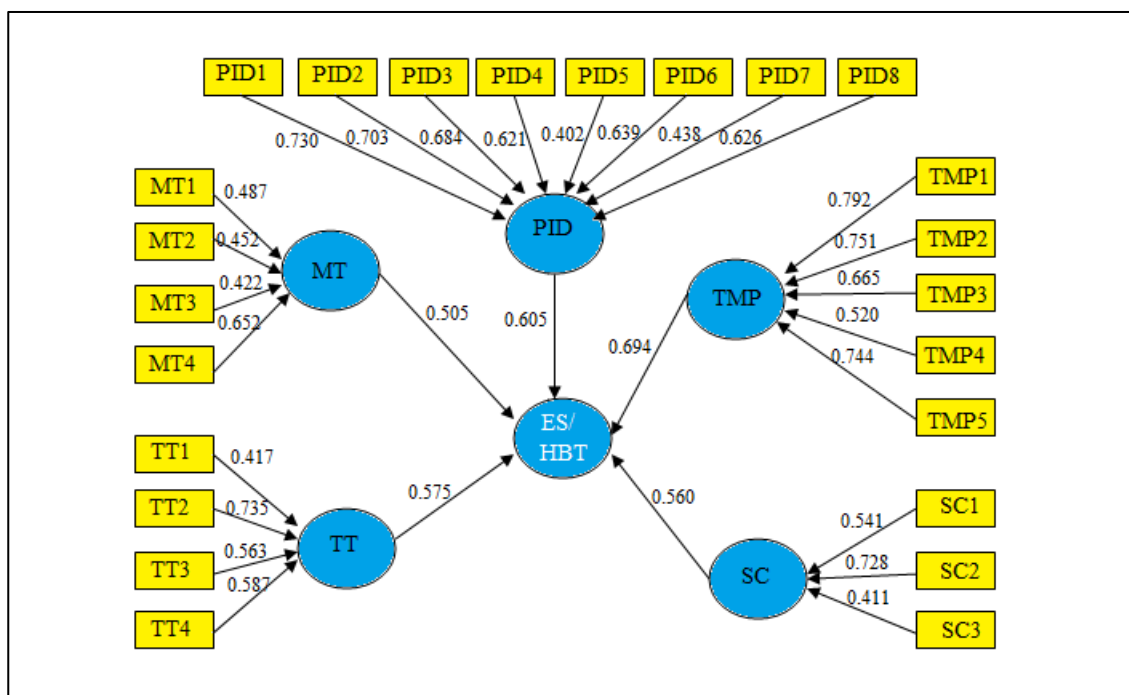 PID1 PID2 PID3 PID4 PID5 PID6 PID7 PID8
0.730 0.703 0.684 0.621 0.402 0.639 0.438 0.626
MT1
0.487
MT2
0.452
MT3
0.422
MT4
0.652
MT
0.505
PID
0.605
TMP1
0.792
TMP2
0.751
TMP3
0.665
TMP4
0.520
TMP5
0.744
TMP
0.694
ES/
HBT
TT1
0.417
TT2
0.735
TT3
0.563
TT4
0.587
TT
0.575
SC1
0.541
SC2
0.728
SC3
0.411
SC
0.560